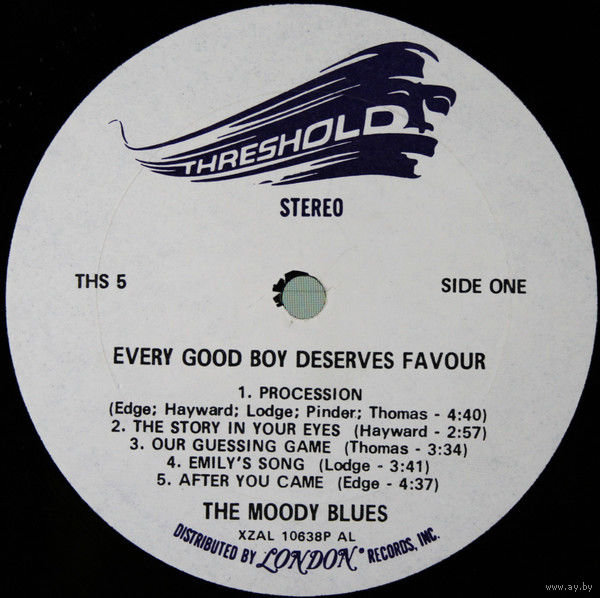 THRESHOLD
STEREO
THS 5
SIDE ONE
EVERY GOOD BOY DESERVES FAVOUR
1. PROCESSION
(Edge; Hayward; Lodge; Pinder; Thomas - 4:40)
2. THE STORY IN YOUR EYES (Hayward - 2:57)
3. OUR GUESSING GAME (Thomas - 3:34)
4. EMILY'S SONG (Lodge - 3:41)
5. AFTER YOU CAME (Edge - 4:37)
THE MOODY BLUES
XZAL 10638P AL
DISTRIBUTED BY LONDON® RECORDS, INC.
www.ay.by